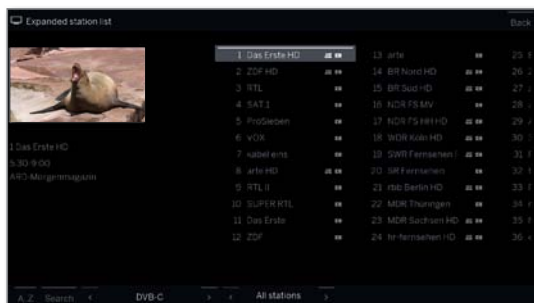 Expanded station list
Back
1 Das Erste HD
2 ZDF HD
3 RTL
4 SAT.1
5 ProSieben
6 VOX
7 kabel eins
8 arte HD
9 RTL II
10 SUPER RTL
11 Das Erste
12 ZDF
13 arte
14 BR Nord HD
15 BR Süd HD
16 NDR FS MV
17 NDR FS HH HD
18 WDR Köln HD
19 SWR Fernsehen
20 SR Fernsehen
21 rbb Berlin HD
22 MDR Thüringen
23 MDR Sachsen HD
24 hr-fernsehen HD
25
26
27
28
29
30
31
32
33
34
35
36
1 Das Erste HD
5:30-9:00
ARD-Morgenmagazin
A..Z Search < DVB-C > < All stations >